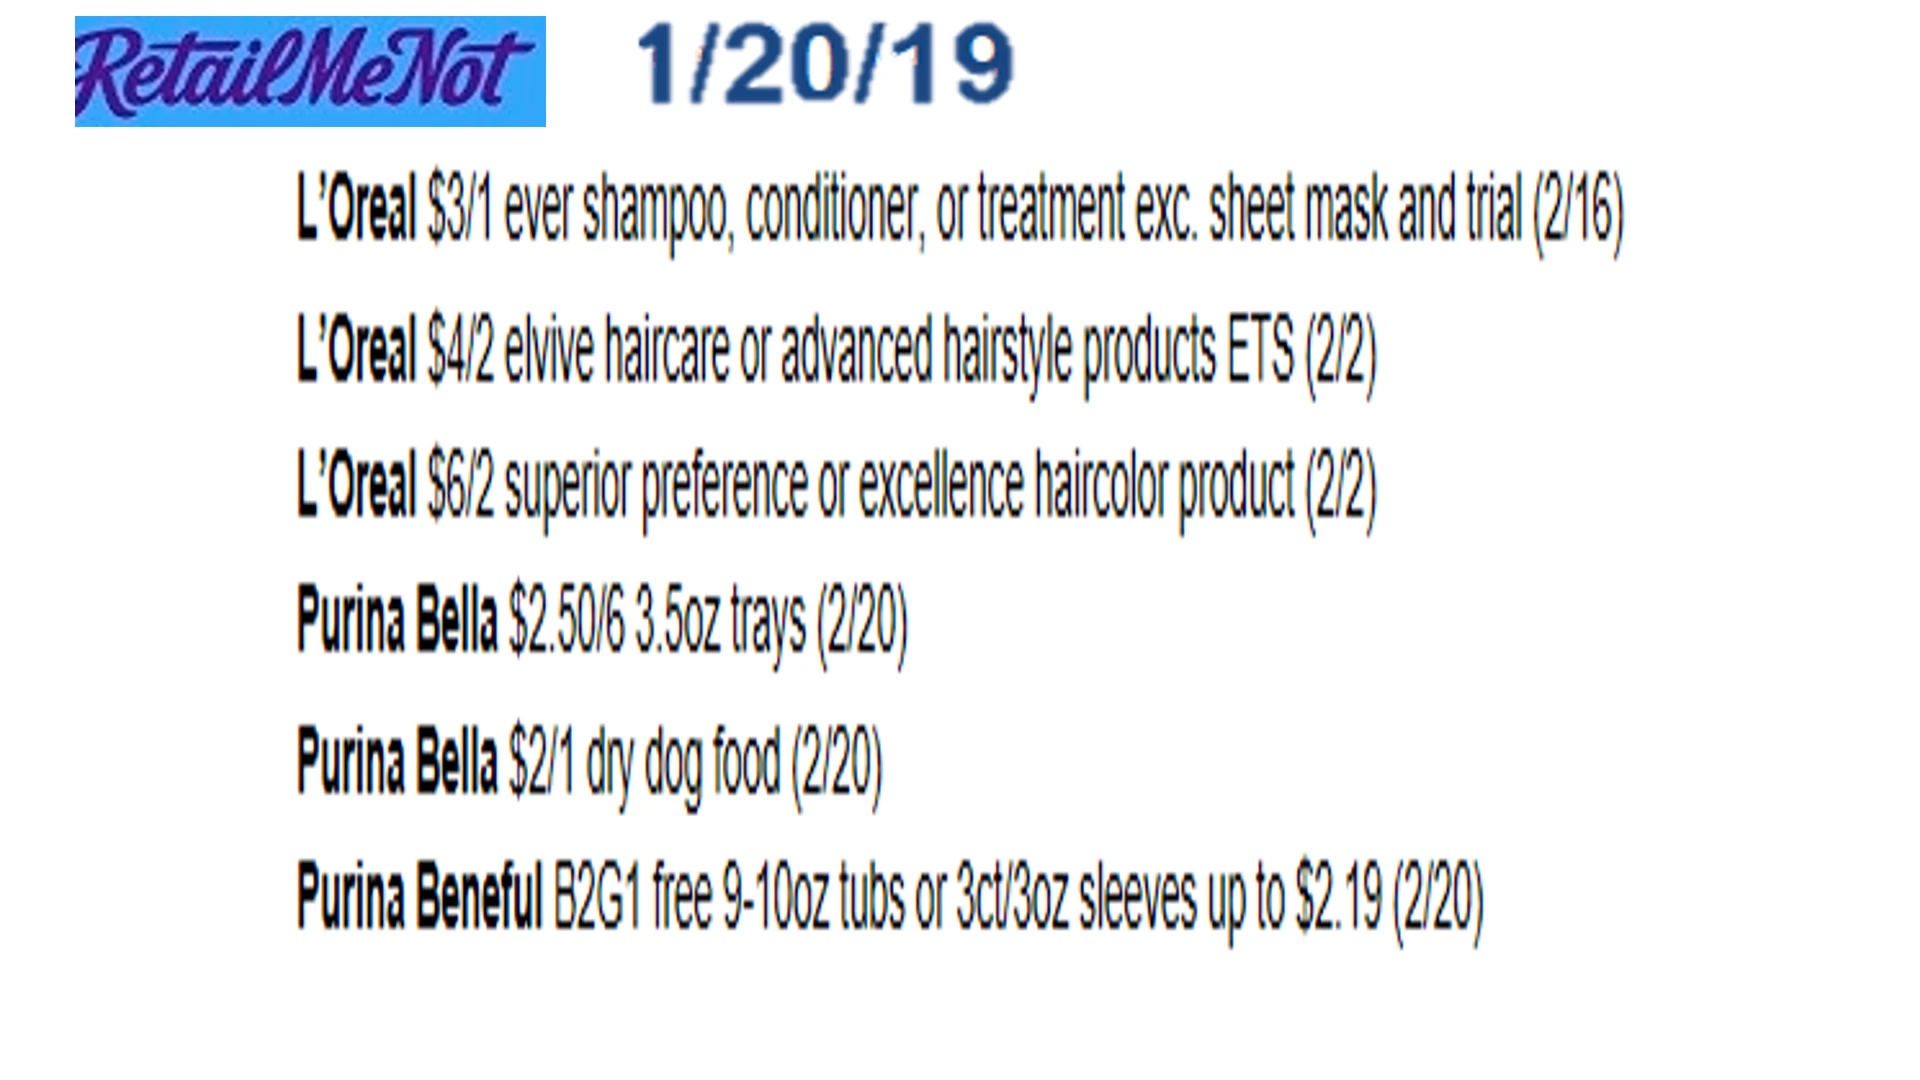 RetailMeNot 1/20/19
L'Oreal $3/1 ever shampoo, conditioner, or treatment exc. sheet mask and trial (2/16)
L'Oreal $4/2 elvive haircare or advanced hairstyle products ETS (2/2)
L'Oreal $6/2 superior preference or excellence haircolor product (2/2)
Purina Bella $2.50/6 3.5oz trays (2/20)
Purina Bella $2/1 dry dog food (2/20)
Purina Beneful B2G1 free 9-10oz tubs or 3ct/3oz sleeves up to $2.19 (2/20)